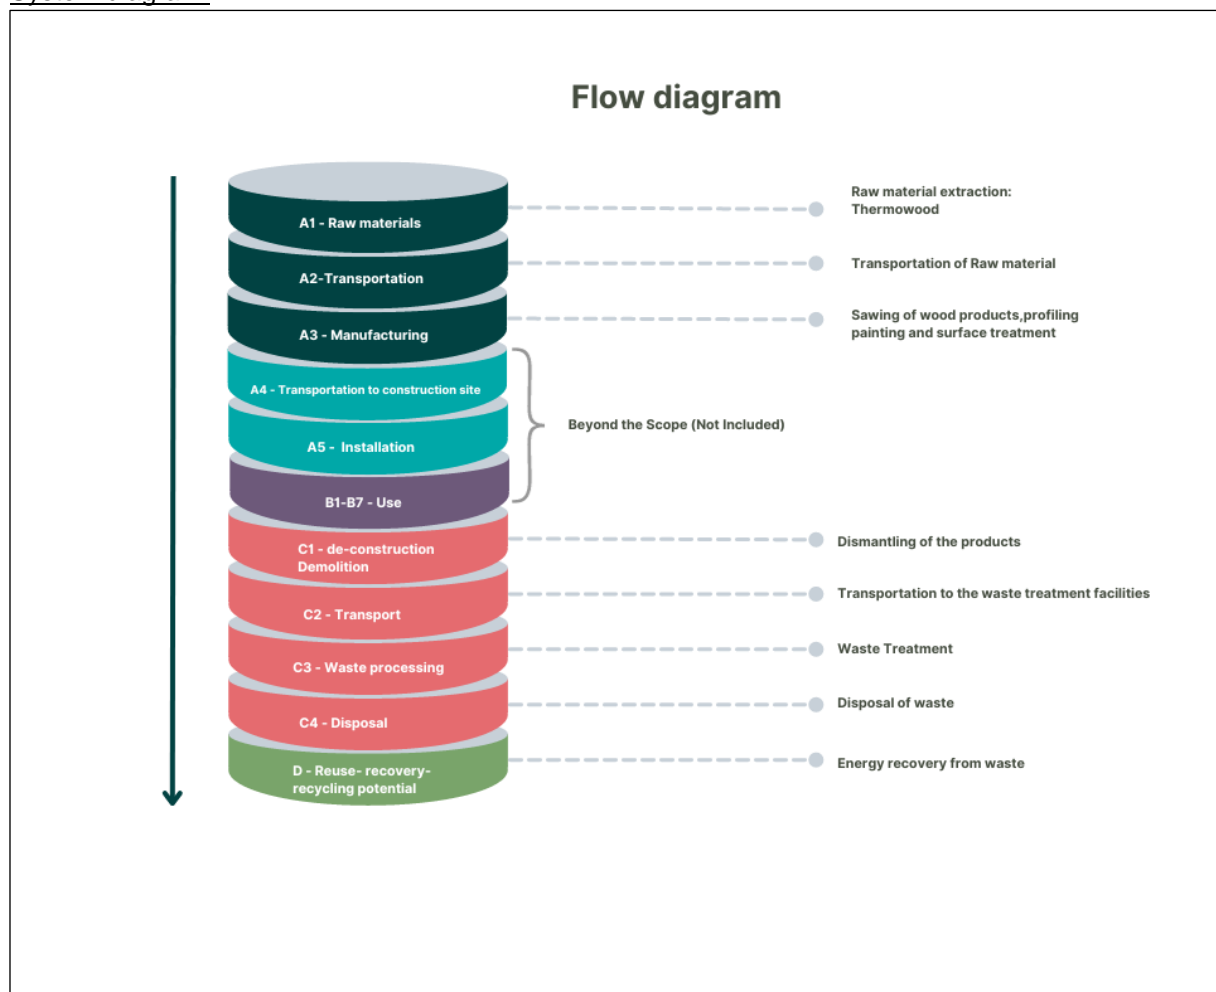 Flow diagram
A1 - Raw materials
Raw material extraction:
Thermowood
A2-Transportation
Transportation of Raw material
A3 - Manufacturing
Sawing of wood products,profiling
painting and surface treatment
A4 - Transportation to construction site
A5 - Installation
Beyond the Scope (Not Included)
B1-B7 - Use
C1 - de-construction
Demolition
Dismantling of the products
C2 - Transport
Transportation to the waste treatment facilities
C3 - Waste processing
Waste Treatment
C4 - Disposal
Disposal of waste
D - Reuse- recovery-
recycling potential
Energy recovery from waste